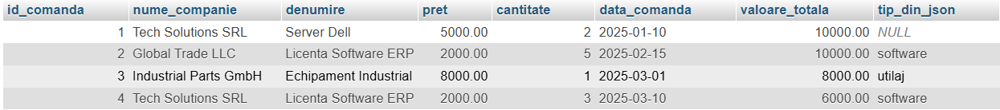 id_comanda nume_companie denumire pret cantitate data_comanda valoare_totala tip_din_json
1 Tech Solutions SRL Server Dell 5000.00 2 2025-01-10 10000.00 NULL
2 Global Trade LLC Licenta Software ERP 2000.00 5 2025-02-15 10000.00 software
3 Industrial Parts GmbH Echipament Industrial 8000.00 1 2025-03-01 8000.00 utilaj
4 Tech Solutions SRL Licenta Software ERP 2000.00 3 2025-03-10 6000.00 software